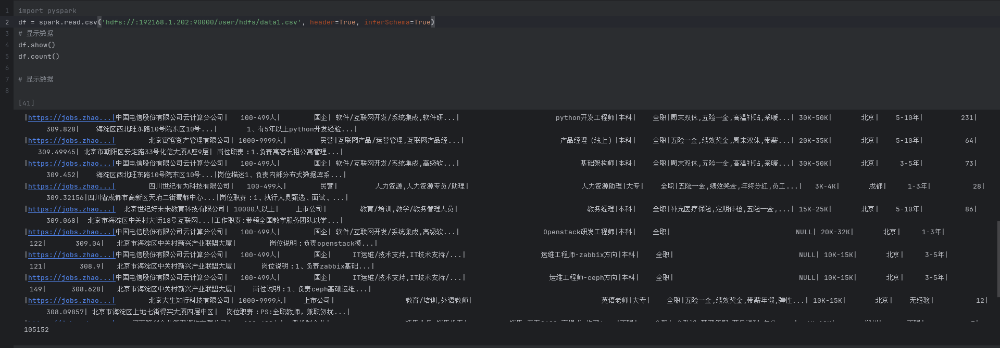 1 import pyspark
2 df = spark.read.csv('hdfs://:192168.1.202:90000/user/hdfs/data1.csv', header=True, inferSchema=True)
3 # 显示数据
4 df.show()
5 df.count()
6
7 # 显示数据
8
[41]
|https://jobs.zhao...|中国电信股份有限公司云计算分公司| 100-499人| 国企| 软件/互联网开发/系统集成,软件研...| python开发工程师|本科| 全职|周末双休,五险一金,高温补贴,采暖...| 30K-50K| 北京| 5-10年| 231|
309.828| 海淀区西北旺东路10号院东区10号...| 1、有5年以上python开发经验...|
|https://jobs.zhao...| 北京寓客资产管理有限公司| 1000-9999人| 民营|互联网产品/运营管理,互联网产品经...| 产品经理（线上）|本科| 全职|五险一金,绩效奖金,周末双休,带薪...| 20K-35K| 北京| 5-10年| 64|
309.49945| 北京市朝阳区安定路33号化信大厦A座9层| 岗位职责：1.负责寓客长租公寓管理...|
|https://jobs.zhao...|中国电信股份有限公司云计算分公司| 100-499人| 国企| 软件/互联网开发/系统集成,高级软...| 基础架构师|本科| 全职|周末双休,五险一金,高温补贴,采暖...| 30K-50K| 北京| 3-5年| 73|
309.452| 海淀区西北旺东路10号院东区10号...|岗位描述1、负责内部分布式数据库系...|
|https://jobs.zhao...| 四川世纪有为科技有限公司| 100-499人| 民营| 人力资源,人力资源专员/助理| 人力资源助理|大专| 全职|五险一金,绩效奖金,年终分红,员工...| 3K-4K| 成都| 1-3年| 28|
309.32156|四川省成都市高新区天府二街蜀都中心...|岗位职责：1、执行人员甄选、面试、...|
|https://jobs.zhao...| 北京世纪好未来教育科技有限公司| 10000人以上| 上市公司| 教育/培训,教学/教务管理人员| 教务经理|本科| 全职|补充医疗保险,定期体检,五险一金,...| 15K-25K| 北京| 5-10年| 86|
309.068| 北京市海淀区中关村大街18号互联网...|工作职责:带领全国教学服务团队以学...|
|https://jobs.zhao...|中国电信股份有限公司云计算分公司| 100-499人| 国企| 软件/互联网开发/系统集成,高级软...| Openstack研发工程师|本科| 全职| NULL| 20K-32K| 北京| 1-3年|
122| 309.04| 北京市海淀区中关村新兴产业联盟大厦| 岗位说明：负责openstack模...|
|https://jobs.zhao...|中国电信股份有限公司云计算分公司| 100-499人| 国企| IT运维/技术支持,IT技术支持/...| 运维工程师-zabbix方向|本科| 全职| NULL| 10K-15K| 北京| 3-5年|
121| 308.9| 北京市海淀区中关村新兴产业联盟大厦| 岗位说明：1、负责zabbix基础...|
|https://jobs.zhao...|中国电信股份有限公司云计算分公司| 100-499人| 国企| IT运维/技术支持,IT技术支持/...| 运维工程师-ceph方向|本科| 全职| NULL| 10K-15K| 北京| 3-5年|
149| 308.628| 北京市海淀区中关村新兴产业联盟大厦| 岗位说明：1、负责ceph基础运维...|
|https://jobs.zhao...| 北京大生知行科技有限公司| 1000-9999人| 上市公司| 教育/培训,外语教师| 英语老师|大专| 全职|五险一金,绩效奖金,带薪年假,弹性...| 10K-15K| 北京| 无经验| 12|
308.09857| 北京市海淀区上地七街得实大厦四层中区| 岗位职责：PS:全职教师，兼职勿扰...|
105152